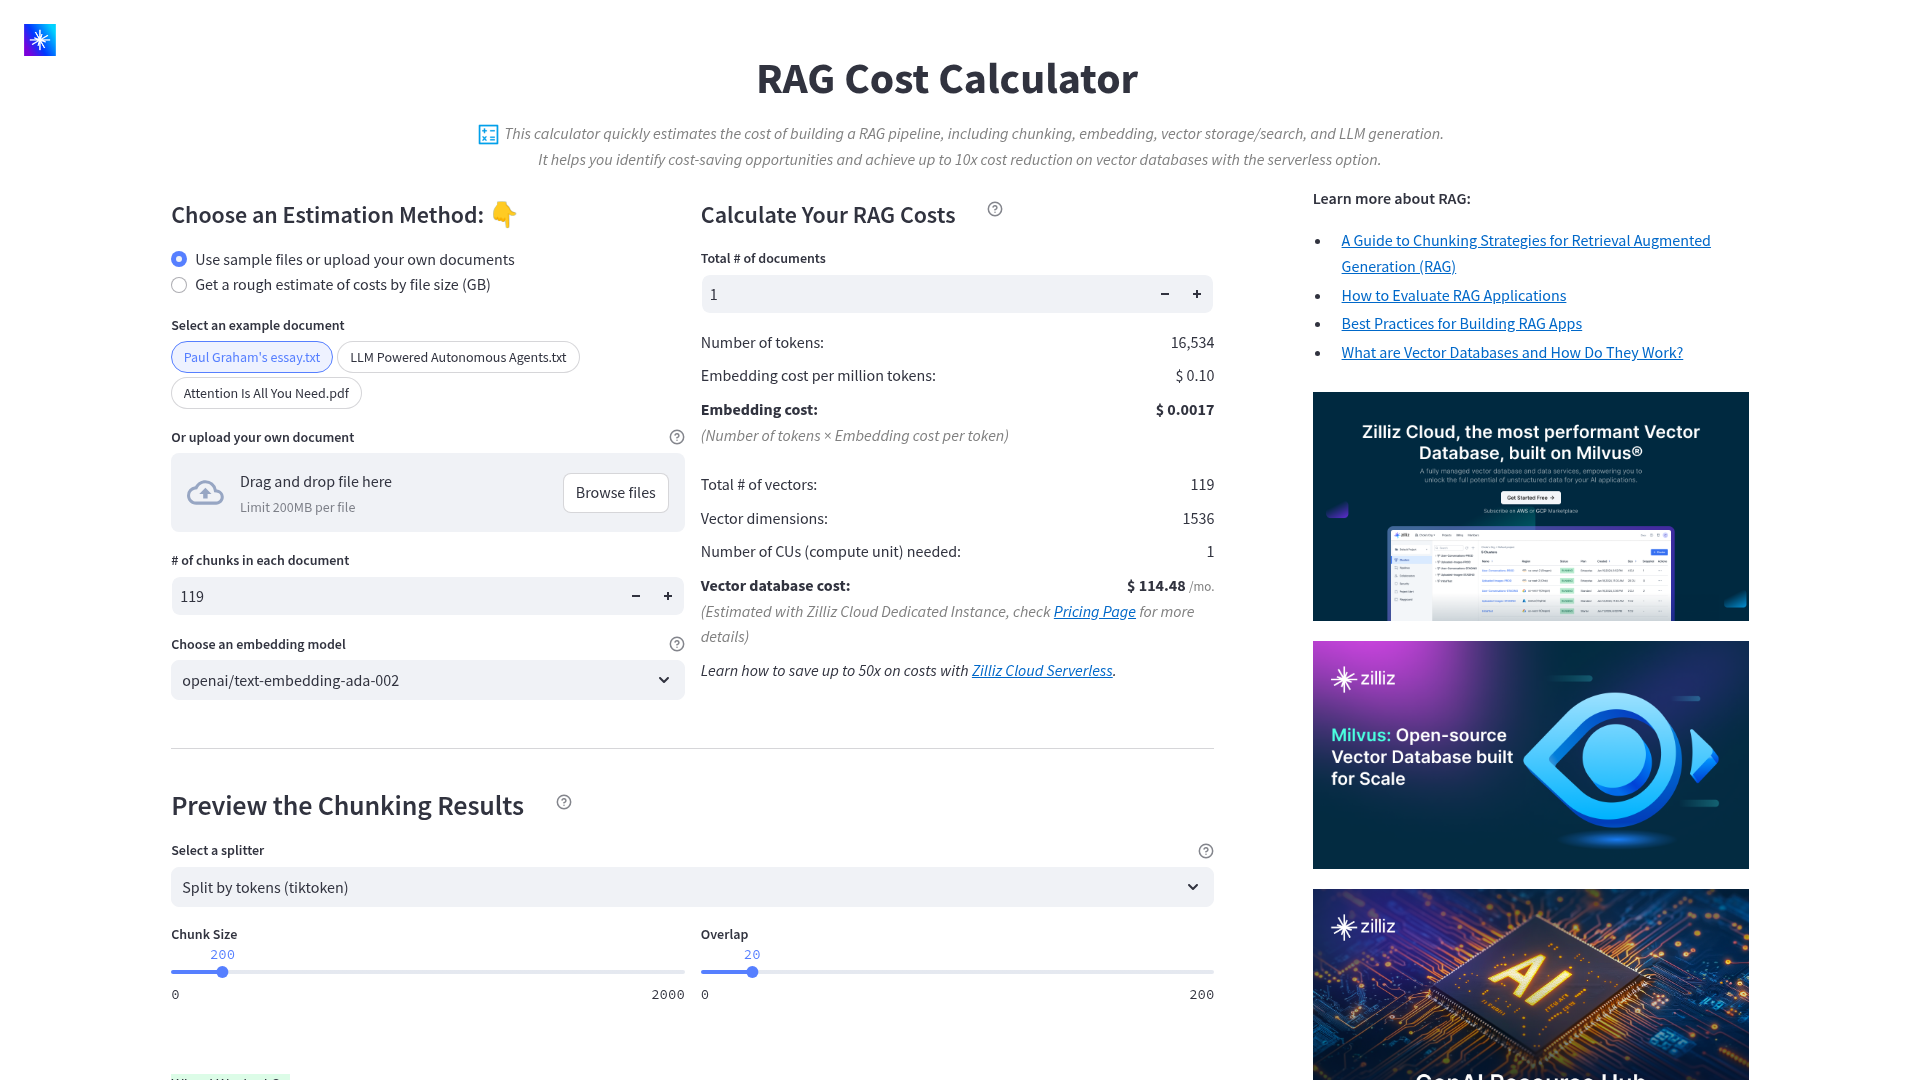 RAG Cost Calculator
This calculator quickly estimates the cost of building a RAG pipeline, including chunking, embedding, vector storage/search, and LLM generation.
It helps you identify cost-saving opportunities and achieve up to 10x cost reduction on vector databases with the serverless option.
Choose an Estimation Method: 👇
Use sample files or upload your own documents
Get a rough estimate of costs by file size (GB)
Select an example document
Paul Graham's essay.txt
LLM Powered Autonomous Agents.txt
Attention Is All You Need.pdf
Or upload your own document
Drag and drop file here
Limit 200MB per file
Browse files
# of chunks in each document
119
Choose an embedding model
openai/text-embedding-ada-002
Calculate Your RAG Costs
Total # of documents
1
Number of tokens: 16,534
Embedding cost per million tokens: $ 0.10
Embedding cost: $ 0.0017
(Number of tokens × Embedding cost per token)
Total # of vectors: 119
Vector dimensions: 1536
Number of CUs (compute unit) needed: 1
Vector database cost: $ 114.48 /mo.
(Estimated with Zilliz Cloud Dedicated Instance, check Pricing Page for more
details)
Learn how to save up to 50x on costs with Zilliz Cloud Serverless.
Preview the Chunking Results
Select a splitter
Split by tokens (tiktoken)
Chunk Size
200
0 2000
Overlap
20
0 200
Learn more about RAG:
A Guide to Chunking Strategies for Retrieval Augmented
Generation (RAG)
How to Evaluate RAG Applications
Best Practices for Building RAG Apps
What are Vector Databases and How Do They Work?
Zilliz Cloud, the most performant Vector
Database, built on Milvus®
A fully managed vector database and data services, empowering you to
unlock the full potential of unstructured data for your AI applications.
Get Started Free →
Subscribe on AWS or GCP Marketplace
zilliz
Milvus: Open-source
Vector Database built
for Scale
zilliz
AI
GenAI Resource Hub